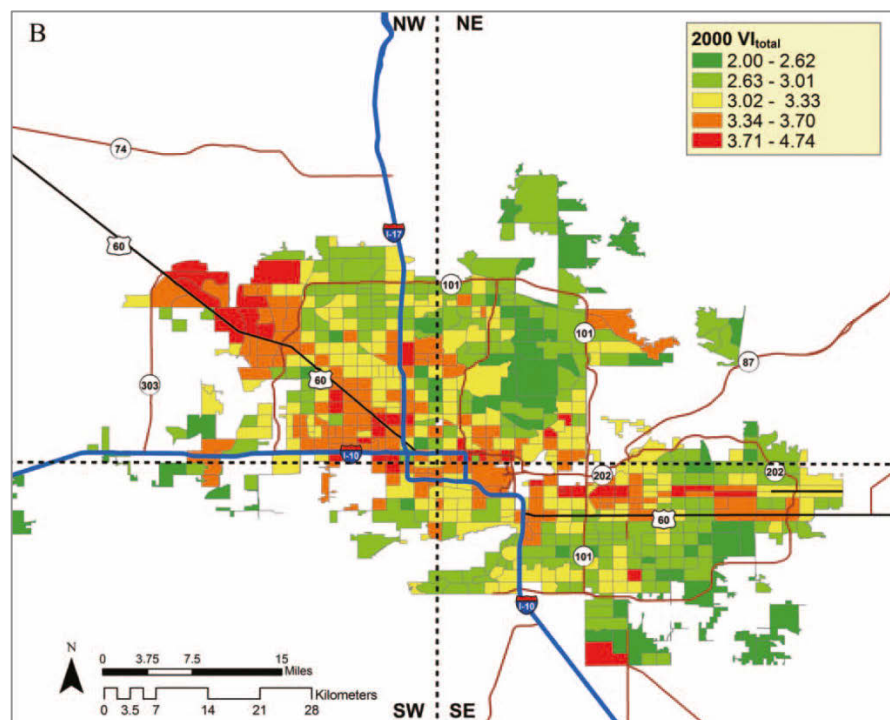 B
NW NE
2000 VItotal
2.00 - 2.62
2.63 - 3.01
3.02 - 3.33
3.34 - 3.70
3.71 - 4.74
74
60
I-17
101
101
303
60
87
I-10
202
202
60
101
I-10
N
0 3.75 7.5 15
Miles
Kilometers
0 3.5 7 14 21 28
SW SE